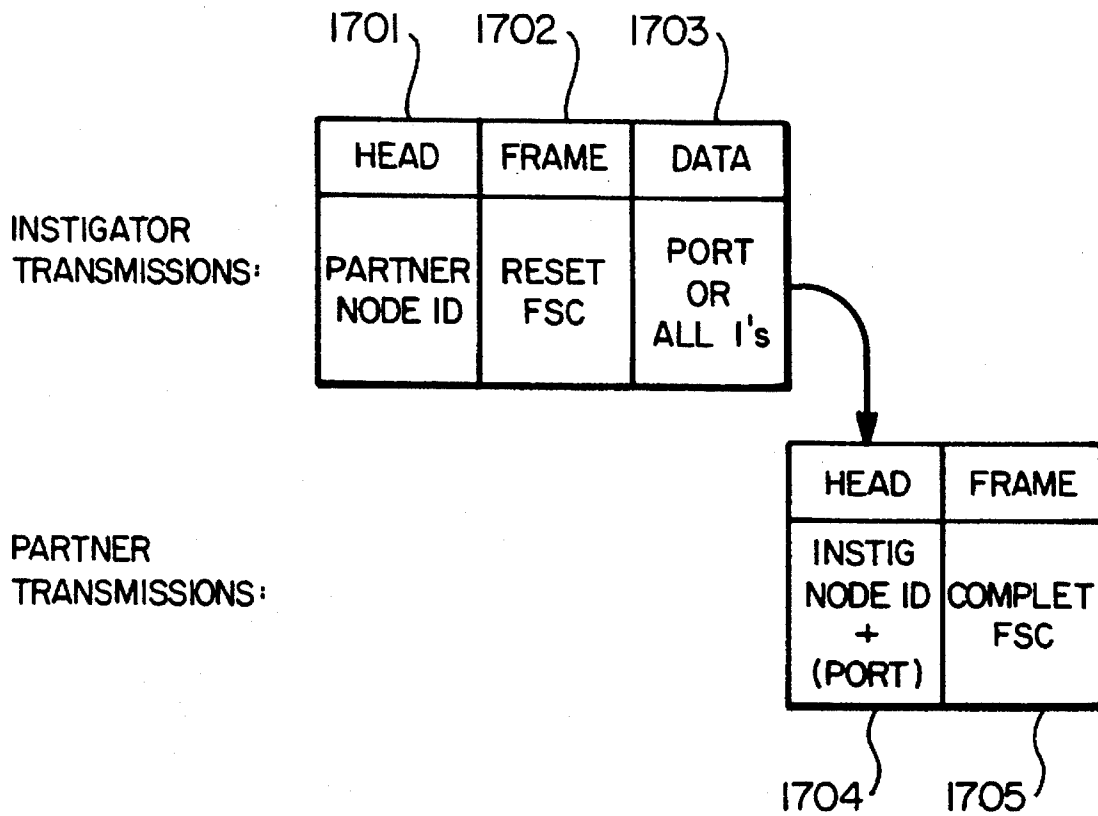 1701 1702 1703
HEAD FRAME DATA
INSTIGATOR
TRANSMISSIONS:
PARTNER
NODE ID
RESET
FSC
PORT
OR
ALL 1's
HEAD FRAME
PARTNER
TRANSMISSIONS:
INSTIG
NODE ID
+
(PORT)
COMPLET
FSC
1704 1705